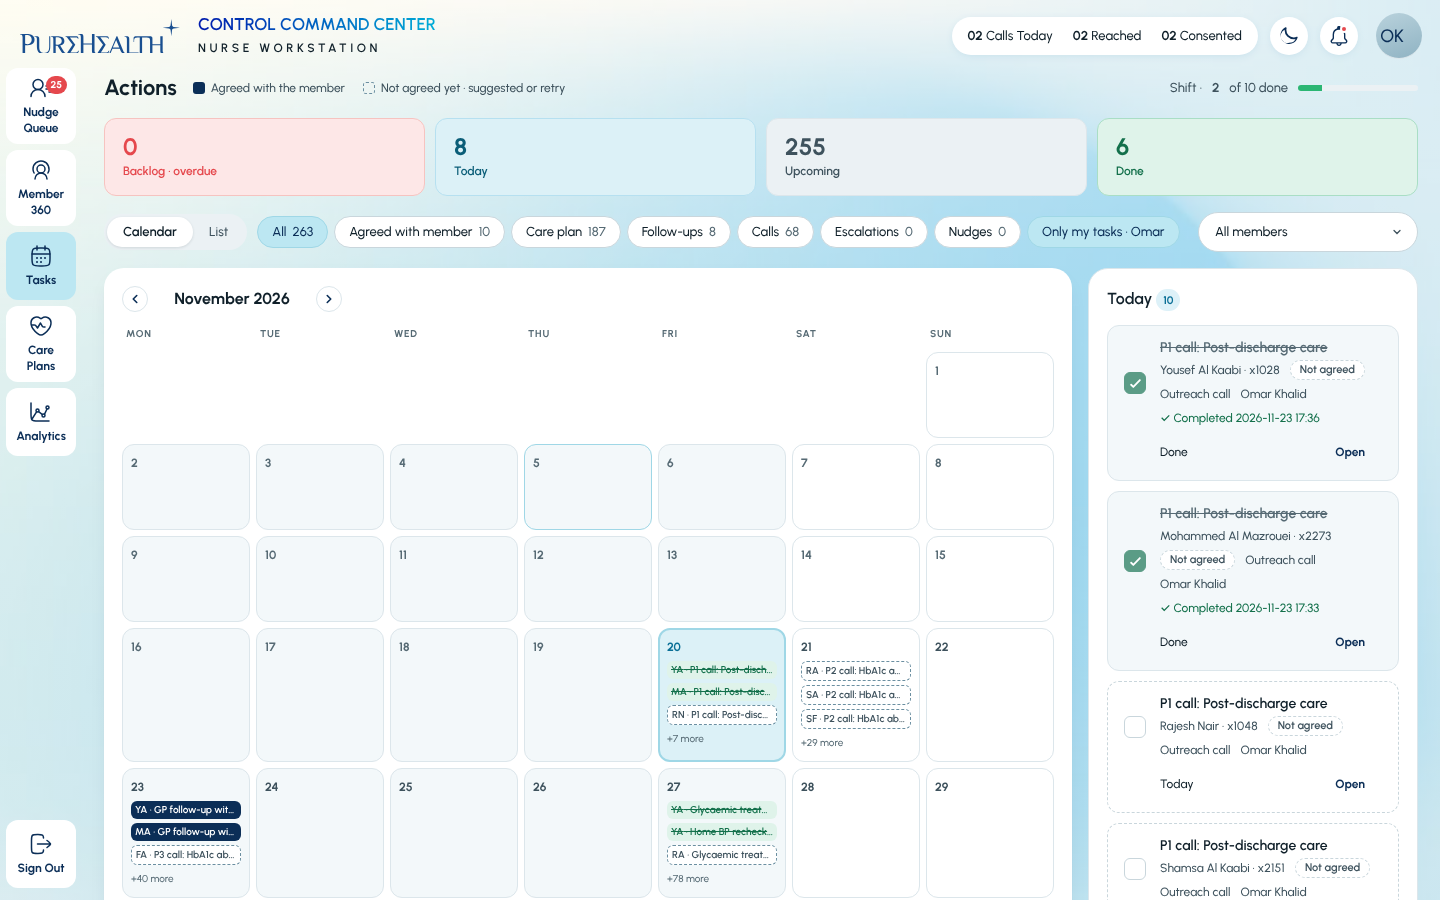 PUREHEALTH
CONTROL COMMAND CENTER
NURSE WORKSTATION
02 Calls Today 02 Reached 02 Consented
OK
25
Nudge
Queue
Member
360
Tasks
Care
Plans
Analytics
Sign Out
Actions Agreed with the member Not agreed yet · suggested or retry
Shift · 2 of 10 done
0
Backlog · overdue
8
Today
255
Upcoming
6
Done
Calendar List All 263 Agreed with member 10 Care plan 187 Follow-ups 8 Calls 68 Escalations 0 Nudges 0 Only my tasks · Omar All members
November 2026
MON TUE WED THU FRI SAT SUN
1
2 3 4 5 6 7 8
9 10 11 12 13 14 15
16 17 18 19 20 21 22
YA · P1 call: Post-disch...
MA · P1 call: Post-disc...
RN · P1 call: Post-disc...
+7 more
RA · P2 call: HbA1c a...
SA · P2 call: HbA1c a...
SF · P2 call: HbA1c ab...
+29 more
23 24 25 26 27 28 29
YA · GP follow-up wit...
MA · GP follow-up wi...
FA · P3 call: HbA1c ab...
+40 more
YA · Glycaemic treat...
YA · Home BP recheck...
RA · Glycaemic treat...
+78 more
Today 10
P1 call: Post-discharge care
Yousef Al Kaabi · x1028 Not agreed
Outreach call Omar Khalid
✓ Completed 2026-11-23 17:36
Done Open
P1 call: Post-discharge care
Mohammed Al Mazrouei · x2273
Not agreed Outreach call
Omar Khalid
✓ Completed 2026-11-23 17:33
Done Open
P1 call: Post-discharge care
Rajesh Nair · x1048 Not agreed
Outreach call Omar Khalid
Today Open
P1 call: Post-discharge care
Shamsa Al Kaabi · x2151 Not agreed
Outreach call Omar Khalid